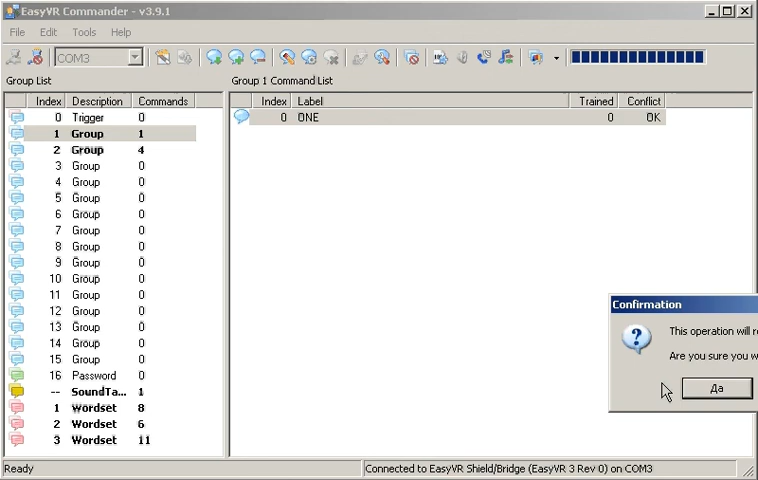 EasyVR Commander - v3.9.1
File Edit Tools Help
COM3
Group List
Group 1 Command List
Index Description Commands
0 Trigger 0
1 Group 1
2 Group 4
3 Group 0
4 Group 0
5 Group 0
6 Group 0
7 Group 0
8 Group 0
9 Group 0
10 Group 0
11 Group 0
12 Group 0
13 Group 0
14 Group 0
15 Group 0
16 Password 0
-- SoundTa... 1
1 Wordset 8
2 Wordset 6
3 Wordset 11
Index Label Trained Conflict
0 ONE 0 OK
Confirmation
This operation will
Are you sure you
Да
Ready
Connected to EasyVR Shield/Bridge (EasyVR 3 Rev 0) on COM3